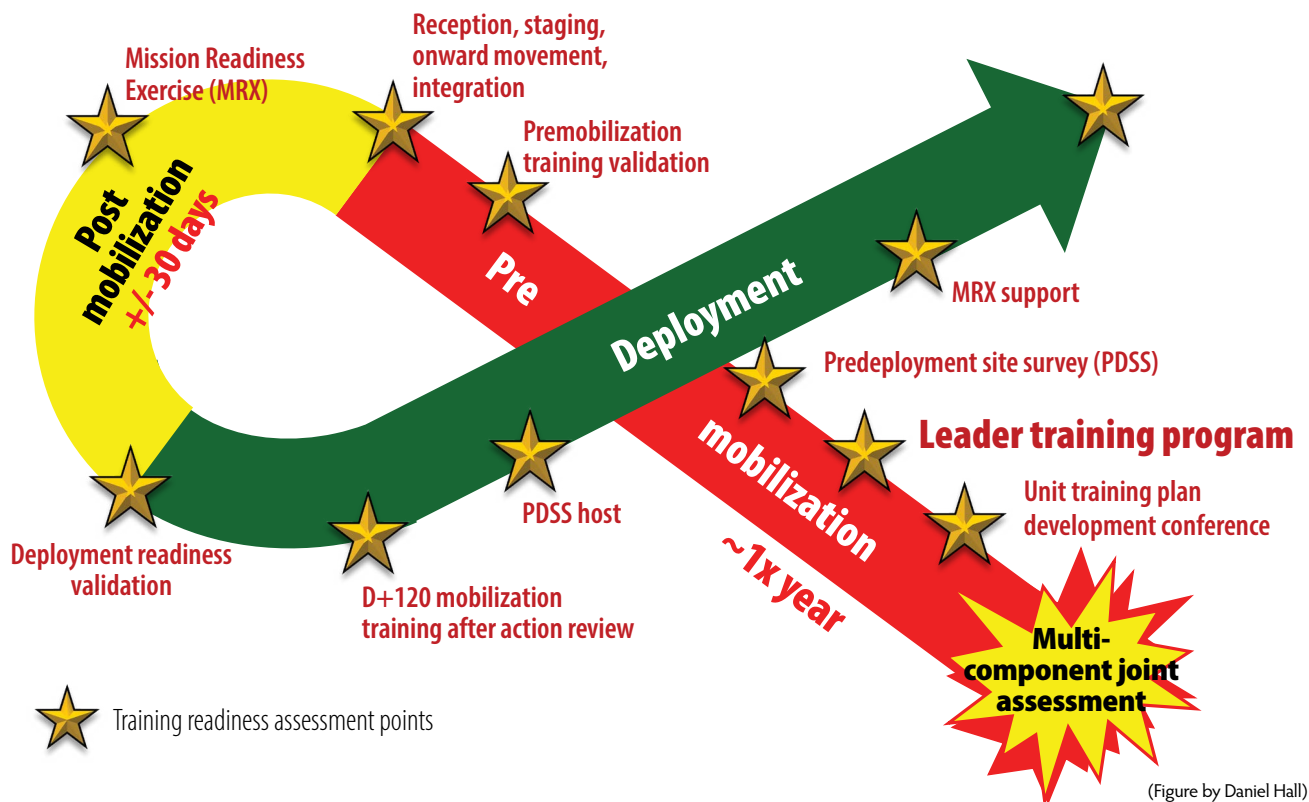 Mission Readiness
Exercise (MRX)
Reception, staging,
onward movement,
integration
Premobilization
training validation
Post
mobilization
+/- 30 days
Pre
mobilization
~1x year
Deployment
MRX support
Predeployment site survey (PDSS)
Leader training program
Unit training plan
development conference
PDSS host
Deployment readiness
validation
D+120 mobilization
training after action review
Multi-
component joint
assessment
Training readiness assessment points
(Figure by Daniel Hall)